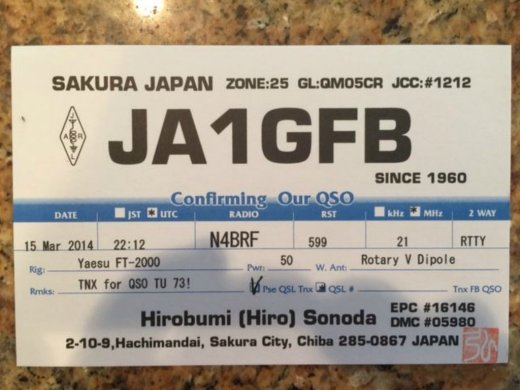 SAKURA JAPAN ZONE:25 GL:QM05CR JCC:#1212
JARL
JA1GFB
SINCE 1960
Confirming Our QSO
DATE JST * UTC RADIO RST kHz * MHz 2 WAY
15 Mar 2014 22:12 N4BRF 599 21 RTTY
Rig: Yaesu FT-2000 Pwr: 50 W. Ant: Rotary V Dipole
Rmks: TNX for QSO TU 73! Pse QSL Tnx QSL # Tnx FB QSO
Hirobumi (Hiro) Sonoda EPC #16146
DMC #05980
2-10-9,Hachimandai, Sakura City, Chiba 285-0867 JAPAN